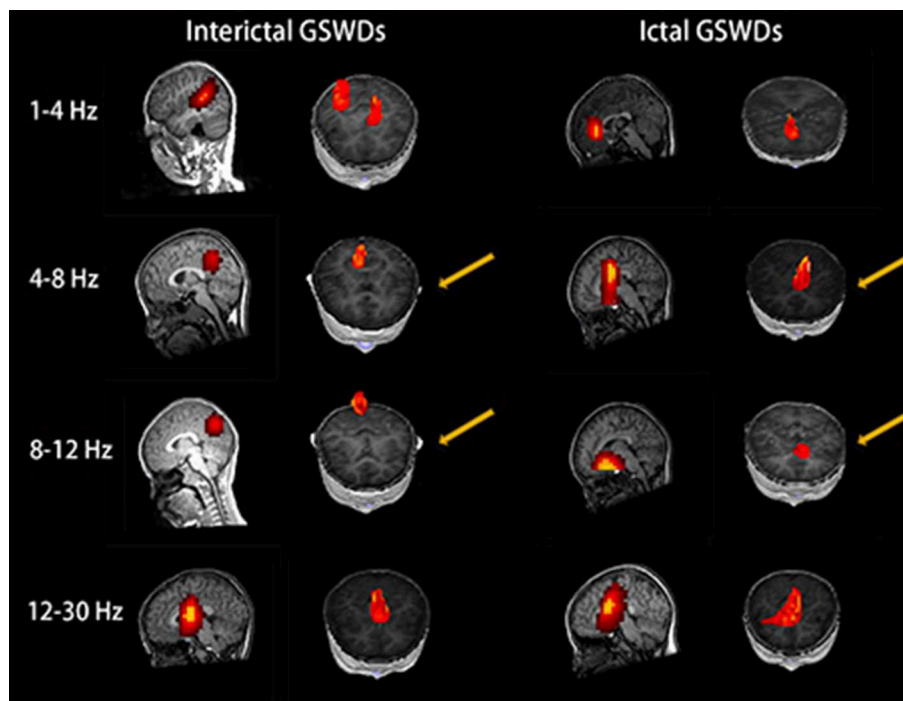 Interictal GSWDs
Ictal GSWDs
1-4 Hz
4-8 Hz
8-12 Hz
12-30 Hz